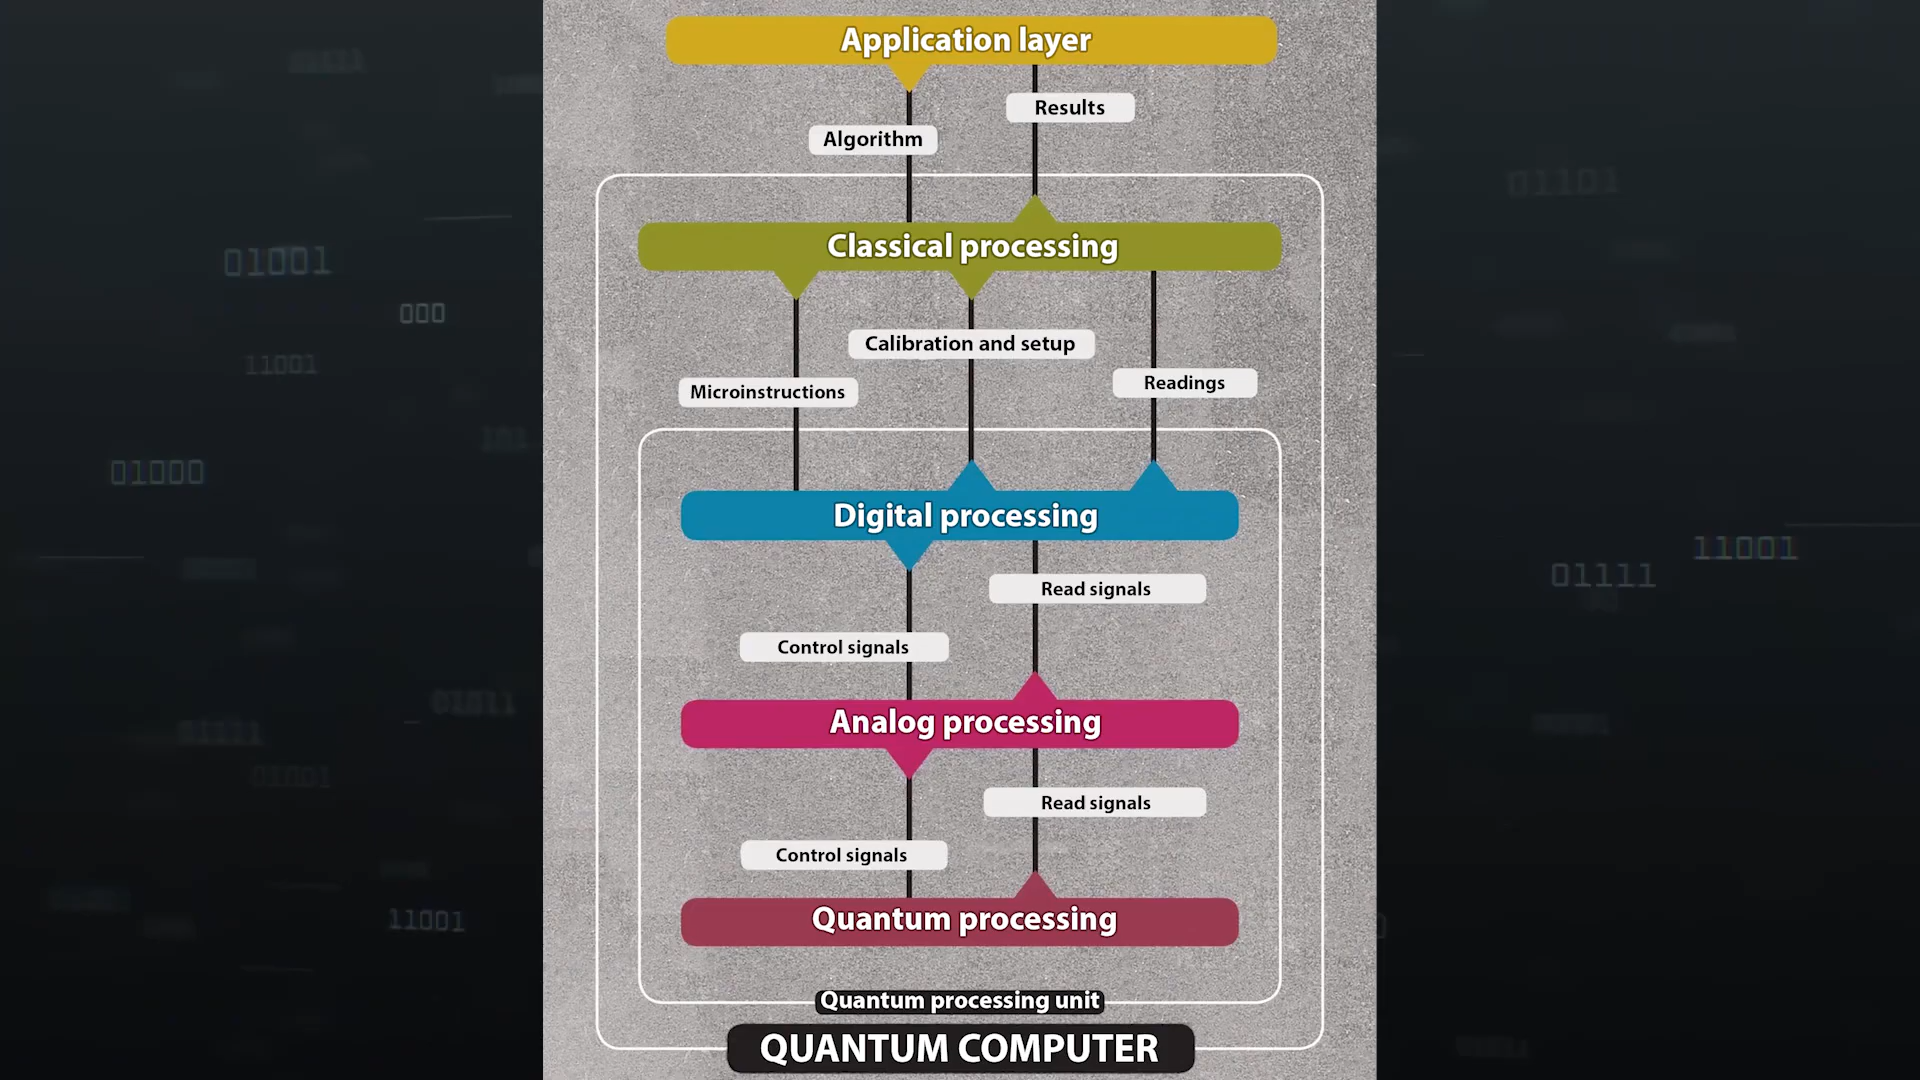 Application layer
Results
Algorithm
Classical processing
Calibration and setup
Readings
Microinstructions
Digital processing
Read signals
Control signals
Analog processing
Read signals
Control signals
Quantum processing
Quantum processing unit
QUANTUM COMPUTER
01001
000
11001
01000
11001
01101
11001
01111